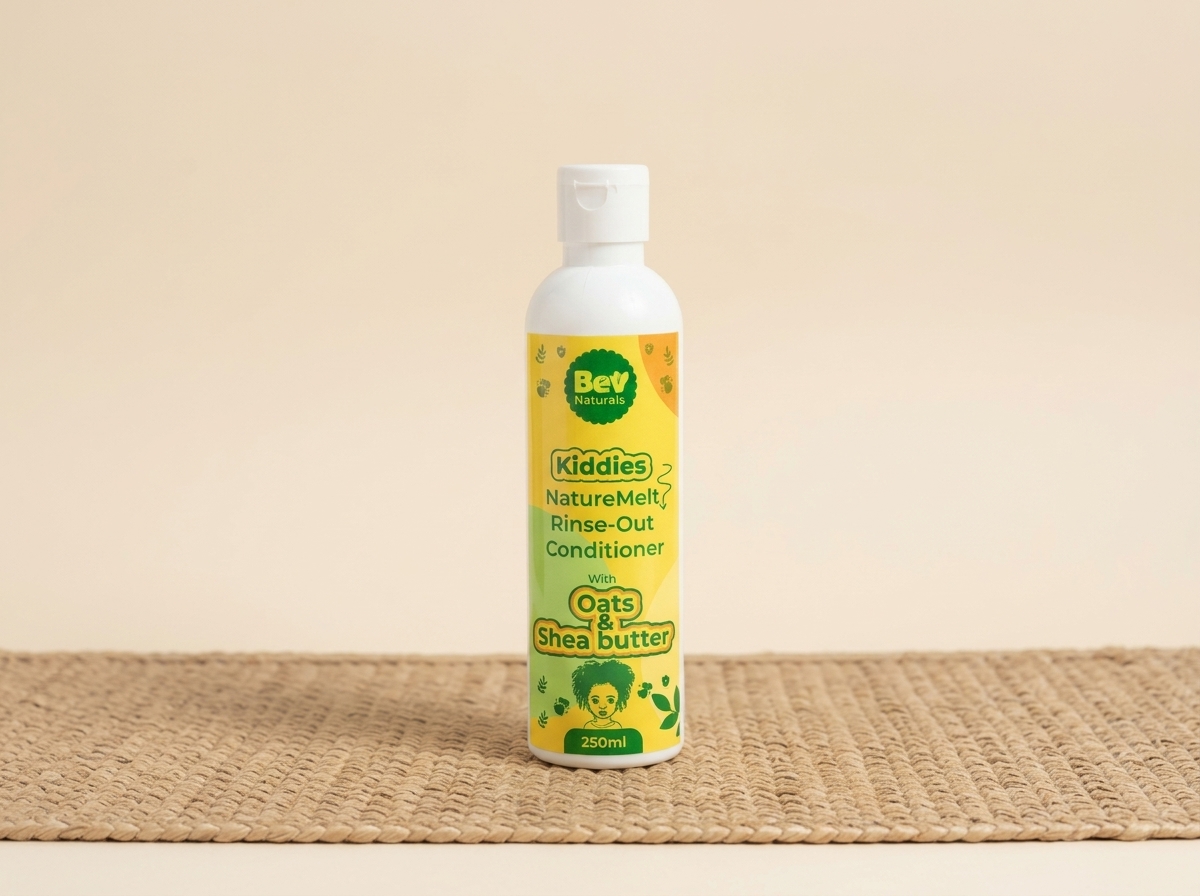 Bev
Naturals
Kiddies
NatureMelt
Rinse-Out
Conditioner
With
Oats
&
Shea butter
250ml